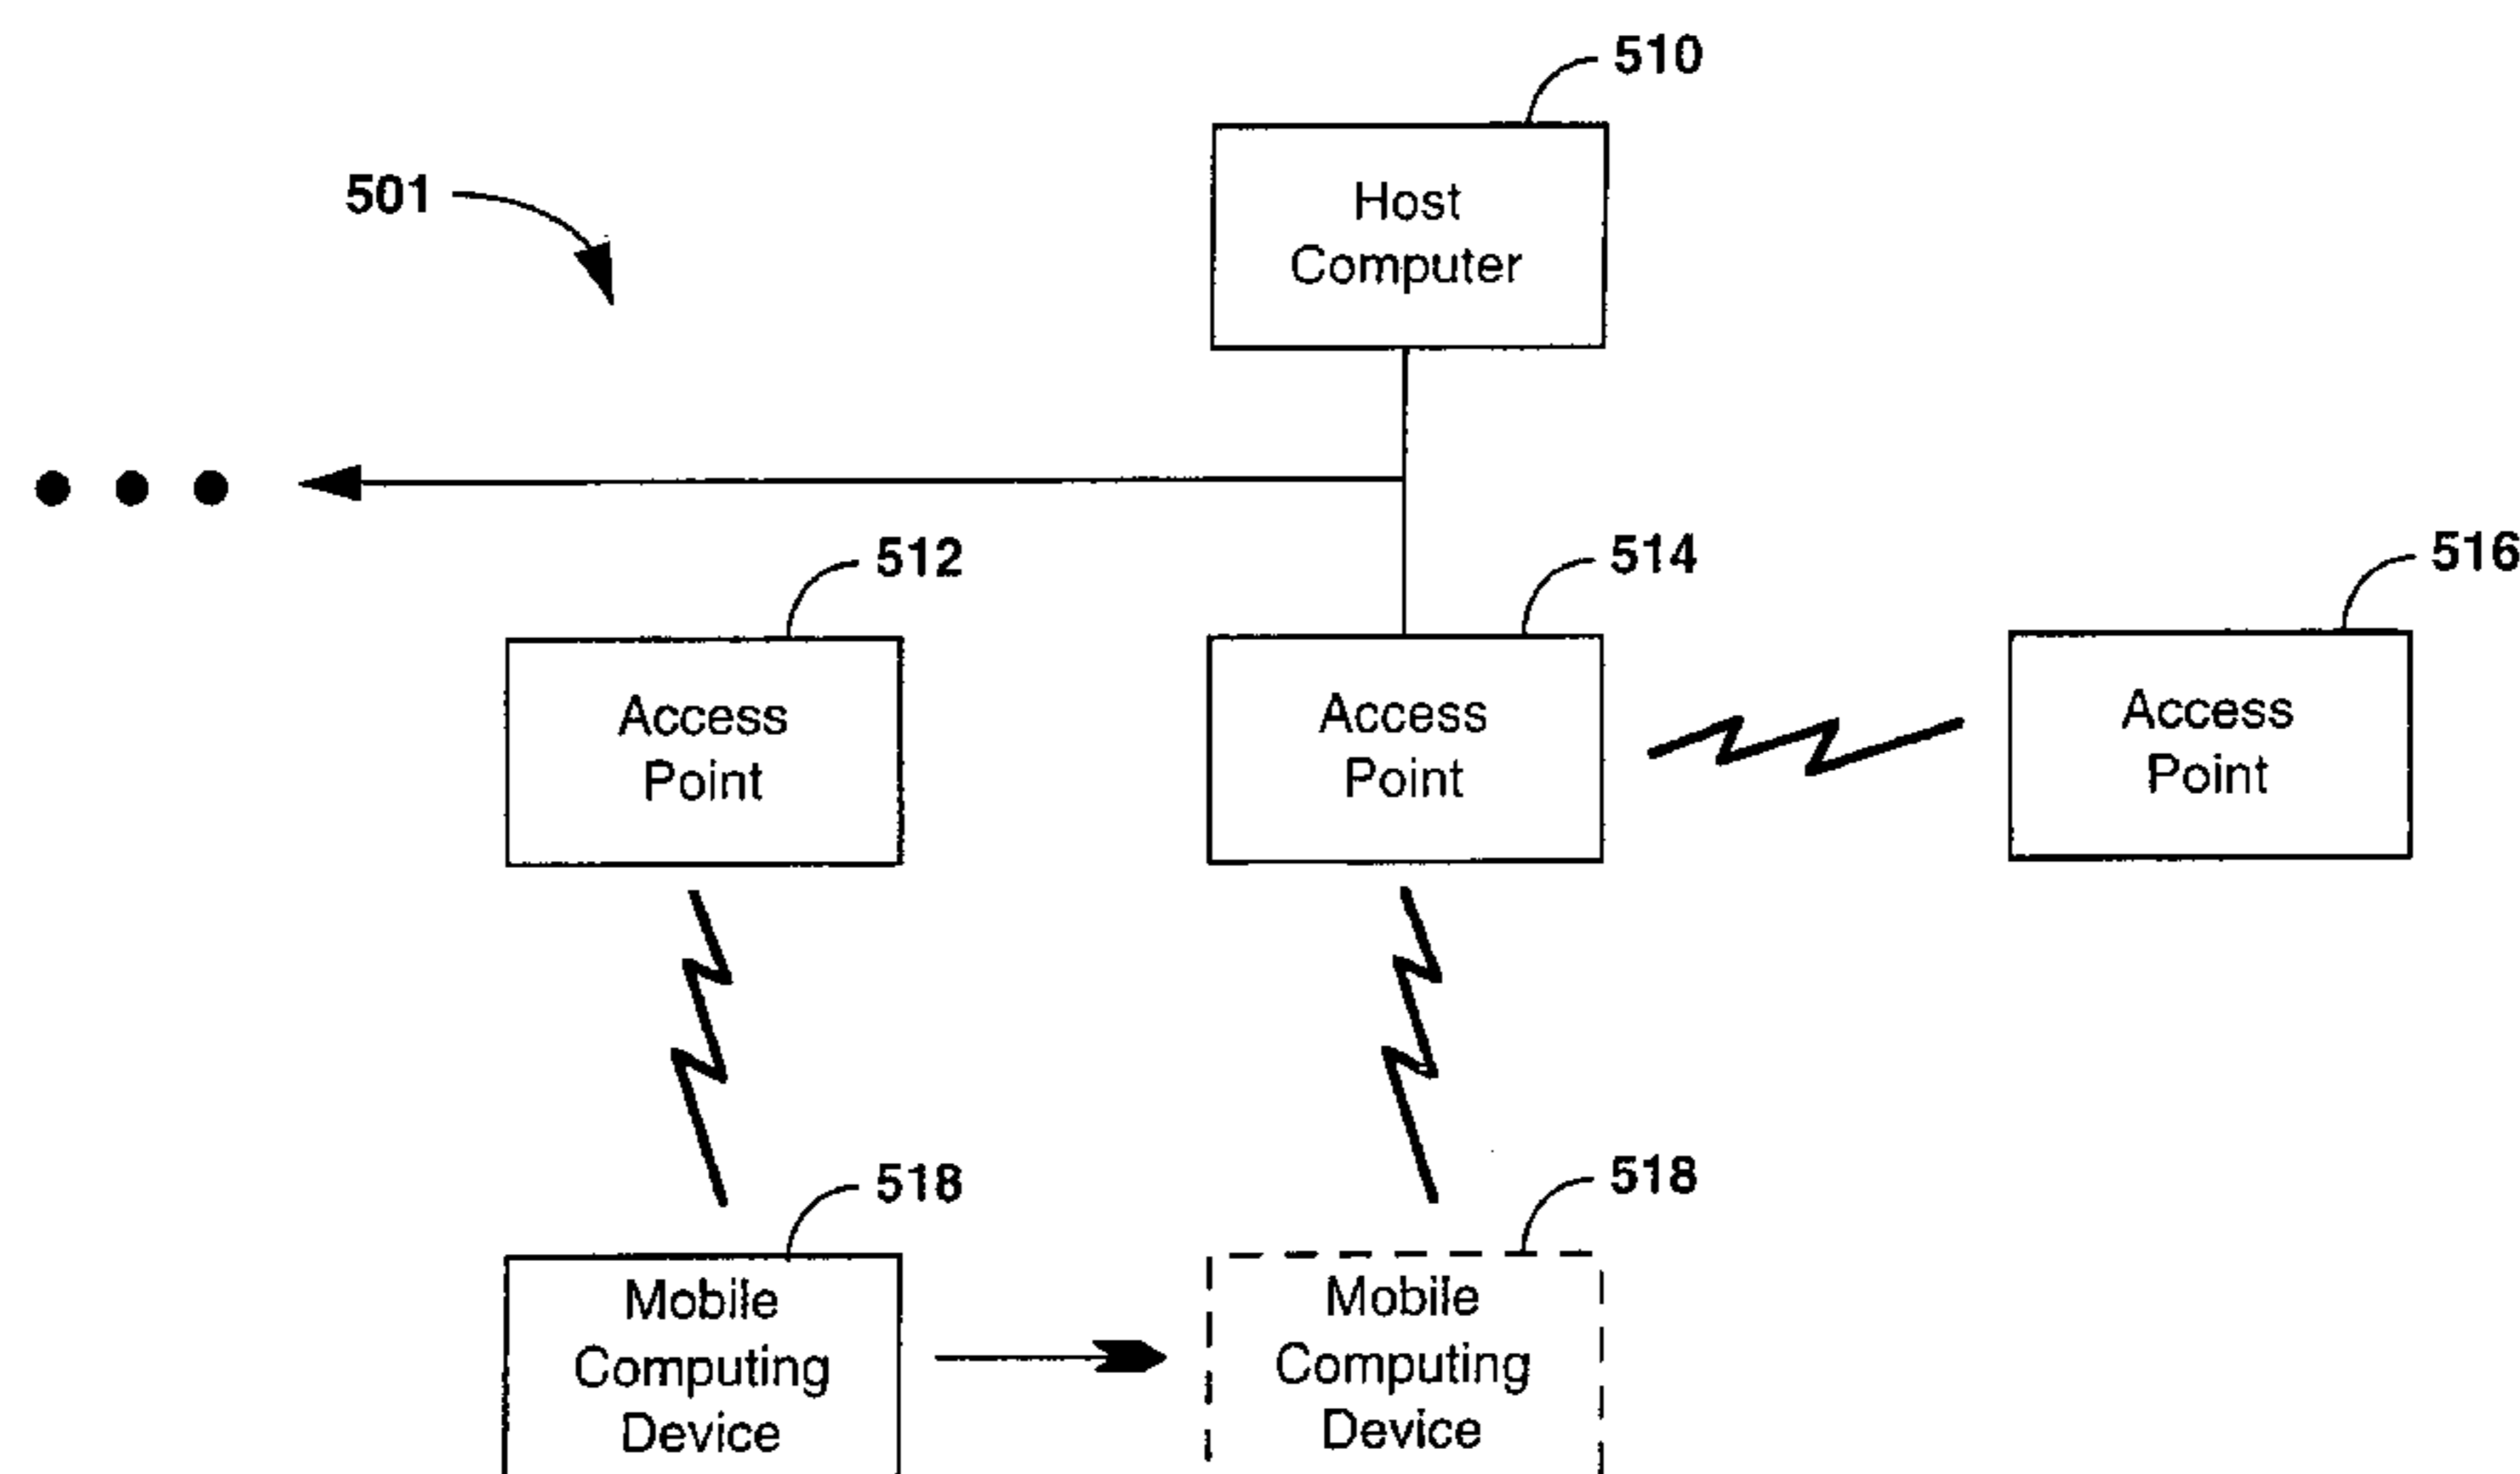 510
501
Host
Computer
512
514
516
Access
Point
Access
Point
Access
Point
518
518
Mobile
Computing
Device
Mobile
Computing
Device